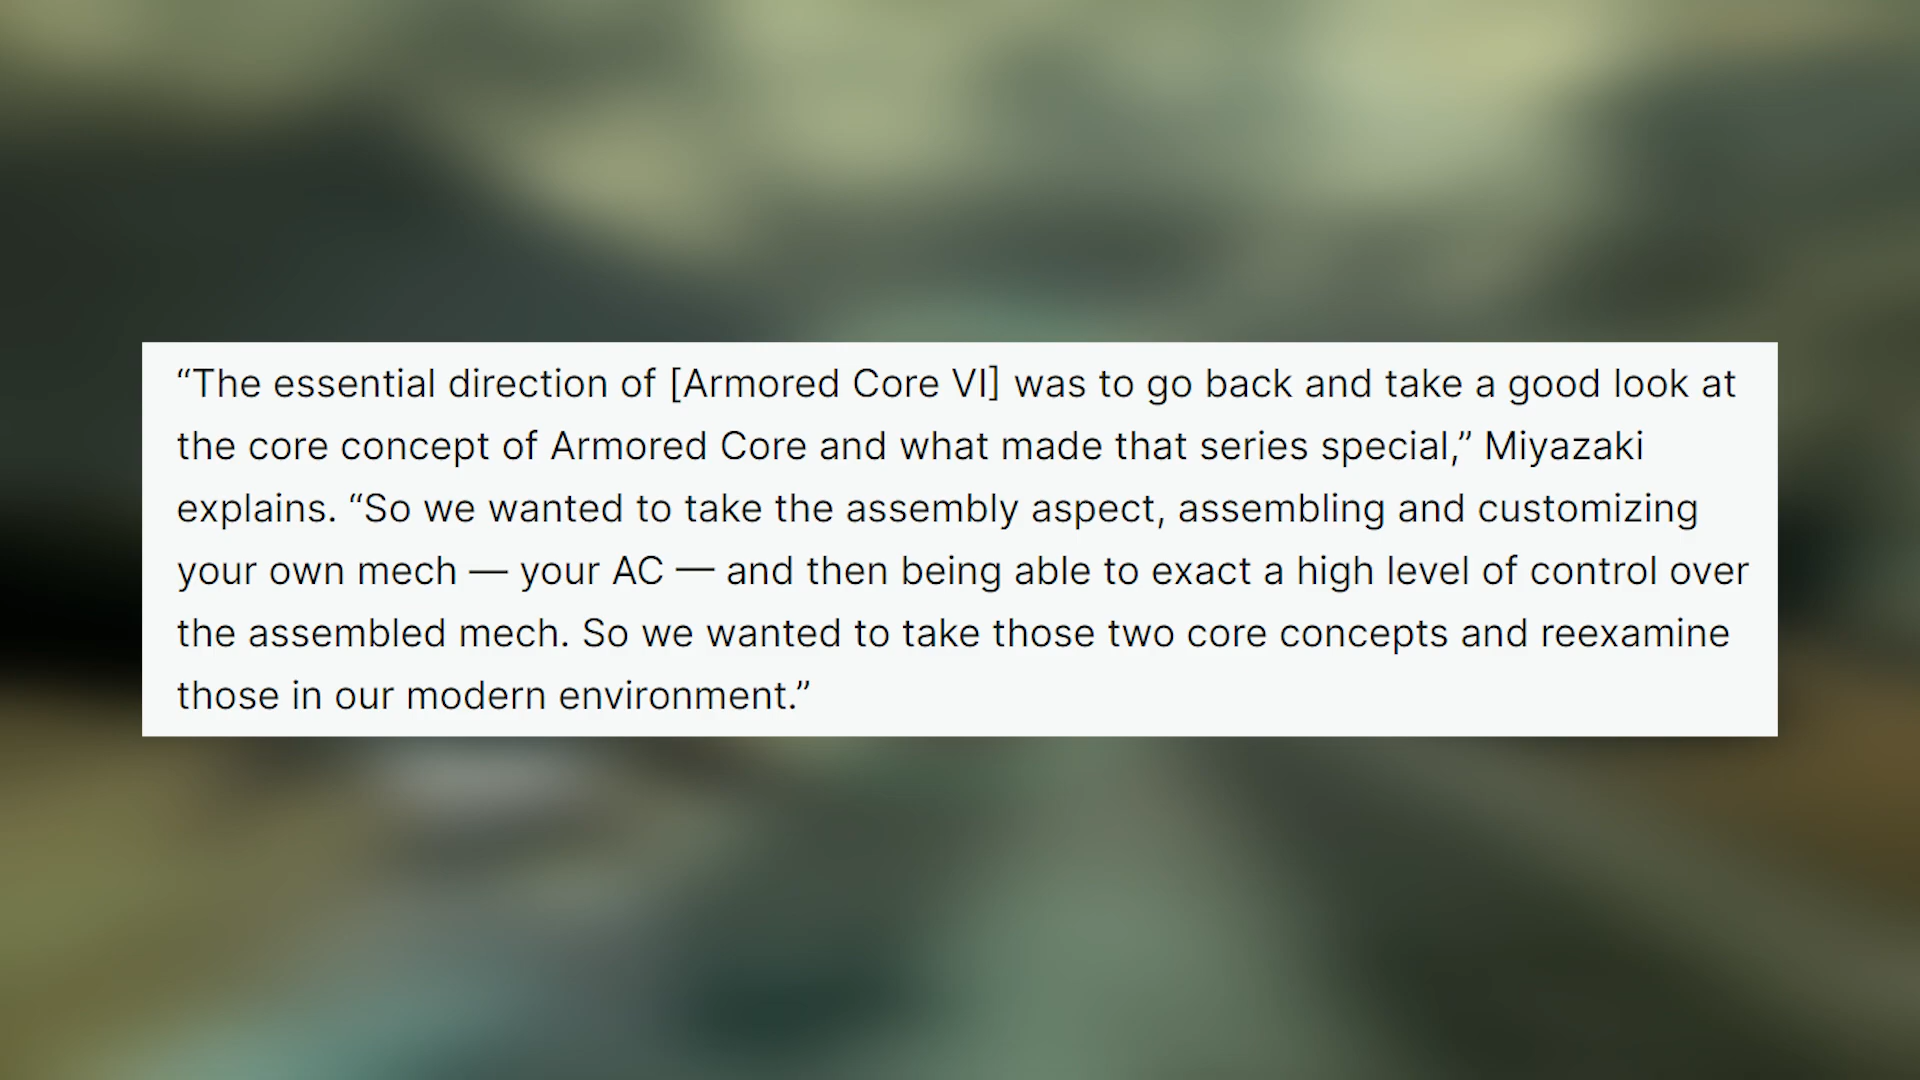 “The essential direction of [Armored Core VI] was to go back and take a good look at
the core concept of Armored Core and what made that series special,” Miyazaki
explains. “So we wanted to take the assembly aspect, assembling and customizing
your own mech — your AC — and then being able to exact a high level of control over
the assembled mech. So we wanted to take those two core concepts and reexamine
those in our modern environment.”